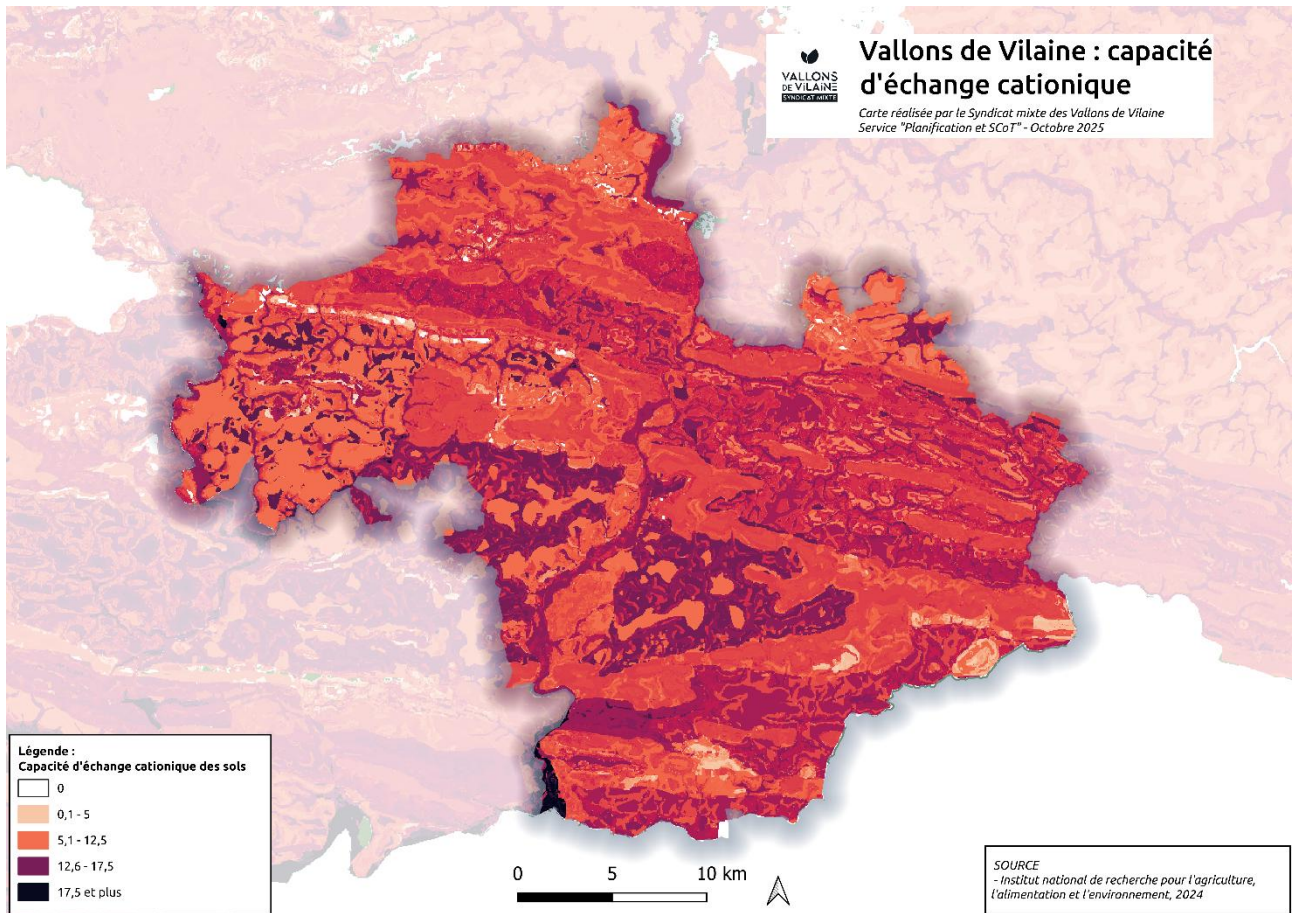 VALLONS
DE VILAINE
SYNDICAT MIXTE
Vallons de Vilaine : capacité
d'échange cationique
Carte réalisée par le Syndicat mixte des Vallons de Vilaine
Service "Planification et SCoT" - Octobre 2025
Légende :
Capacité d'échange cationique des sols
0
0,1 - 5
5,1 - 12,5
12,6 - 17,5
17,5 et plus
0 5 10 km
SOURCE
- Institut national de recherche pour l'agriculture,
l'alimentation et l'environnement, 2024